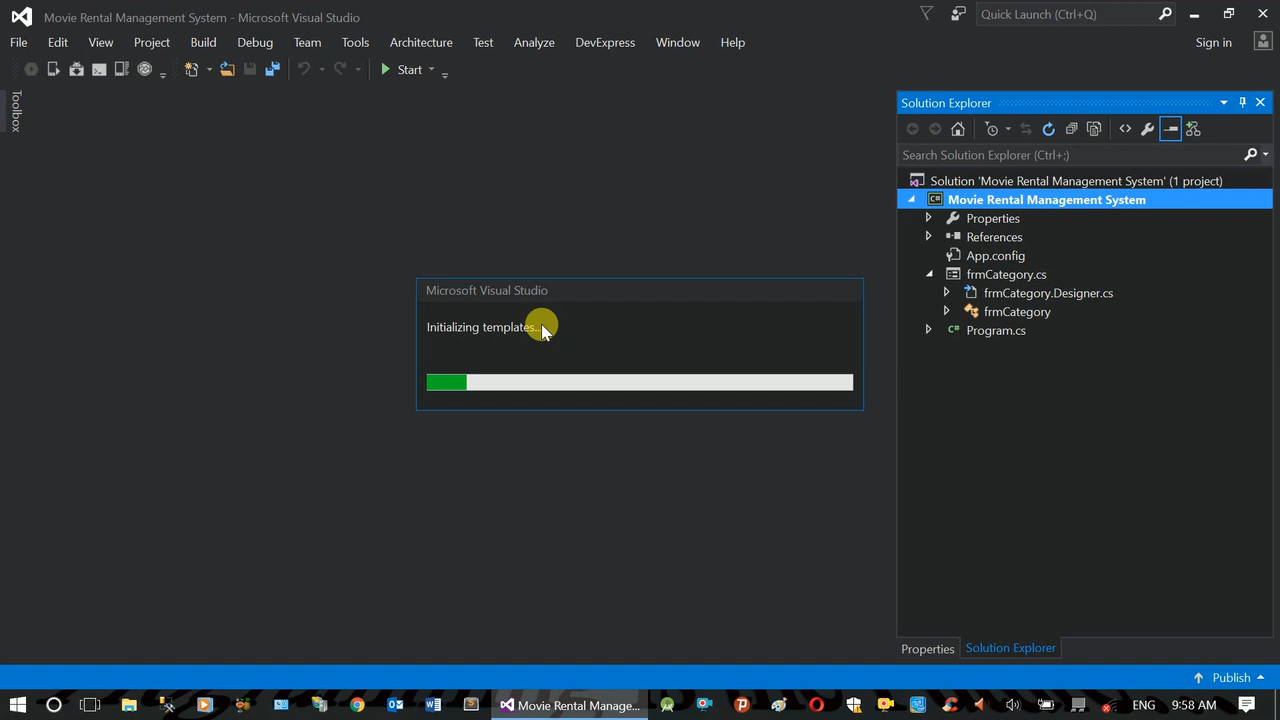 Movie Rental Management System - Microsoft Visual Studio
Quick Launch (Ctrl+Q)
File Edit View Project Build Debug Team Tools Architecture Test Analyze DevExpress Window Help
Sign in
Start
Toolbox
Solution Explorer
Search Solution Explorer (Ctrl+;)
Solution 'Movie Rental Management System' (1 project)
C# Movie Rental Management System
Properties
References
App.config
frmCategory.cs
frmCategory.Designer.cs
frmCategory
C# Program.cs
Microsoft Visual Studio
Initializing templates...
Properties Solution Explorer
Publish
Movie Rental Manage...
ENG 9:58 AM